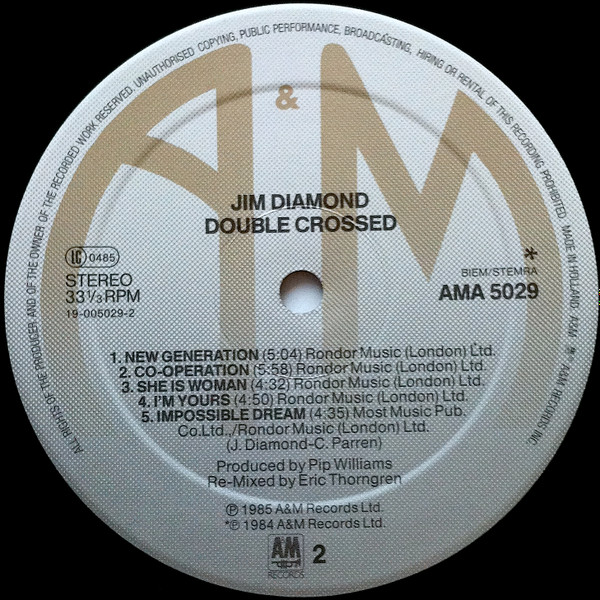 ALL RIGHTS OF THE PRODUCER AND OF THE OWNER OF THE RECORDED WORK RESERVED. UNAUTHORISED COPYING, PUBLIC PERFORMANCE, BROADCASTING, HIRING OR RENTAL OF THIS RECORDING PROHIBITED. MADE IN HOLLAND. A&M ® A&M RECORDS INC.
A&M
JIM DIAMOND
DOUBLE CROSSED
LC 0485
STEREO
33⅓ RPM
19-005029-2
*
BIEM/STEMRA
AMA 5029
1. NEW GENERATION (5:04) Rondor Music (London) Ltd.
2. CO-OPERATION (5:58) Rondor Music (London) Ltd.
3. SHE IS WOMAN (4:32) Rondor Music (London) Ltd.
4. I'M YOURS (4:50) Rondor Music (London) Ltd.
5. IMPOSSIBLE DREAM (4:35) Most Music Pub.
Co.Ltd.,/Rondor Music (London) Ltd.
(J. Diamond-C. Parren)
Produced by Pip Williams
Re-Mixed by Eric Thorngren
℗ 1985 A&M Records Ltd.
*℗ 1984 A&M Records Ltd.
A&M
RECORDS
2